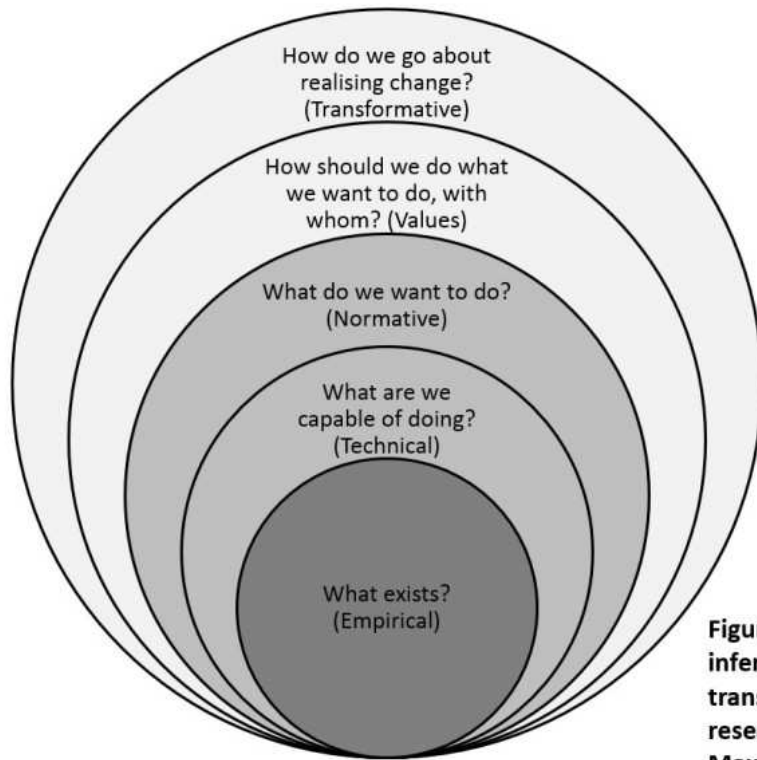 How do we go about
realising change?
(Transformative)
How should we do what
we want to do, with
whom? (Values)
What do we want to do?
(Normative)
What are we
capable of doing?
(Technical)
What exists?
(Empirical)